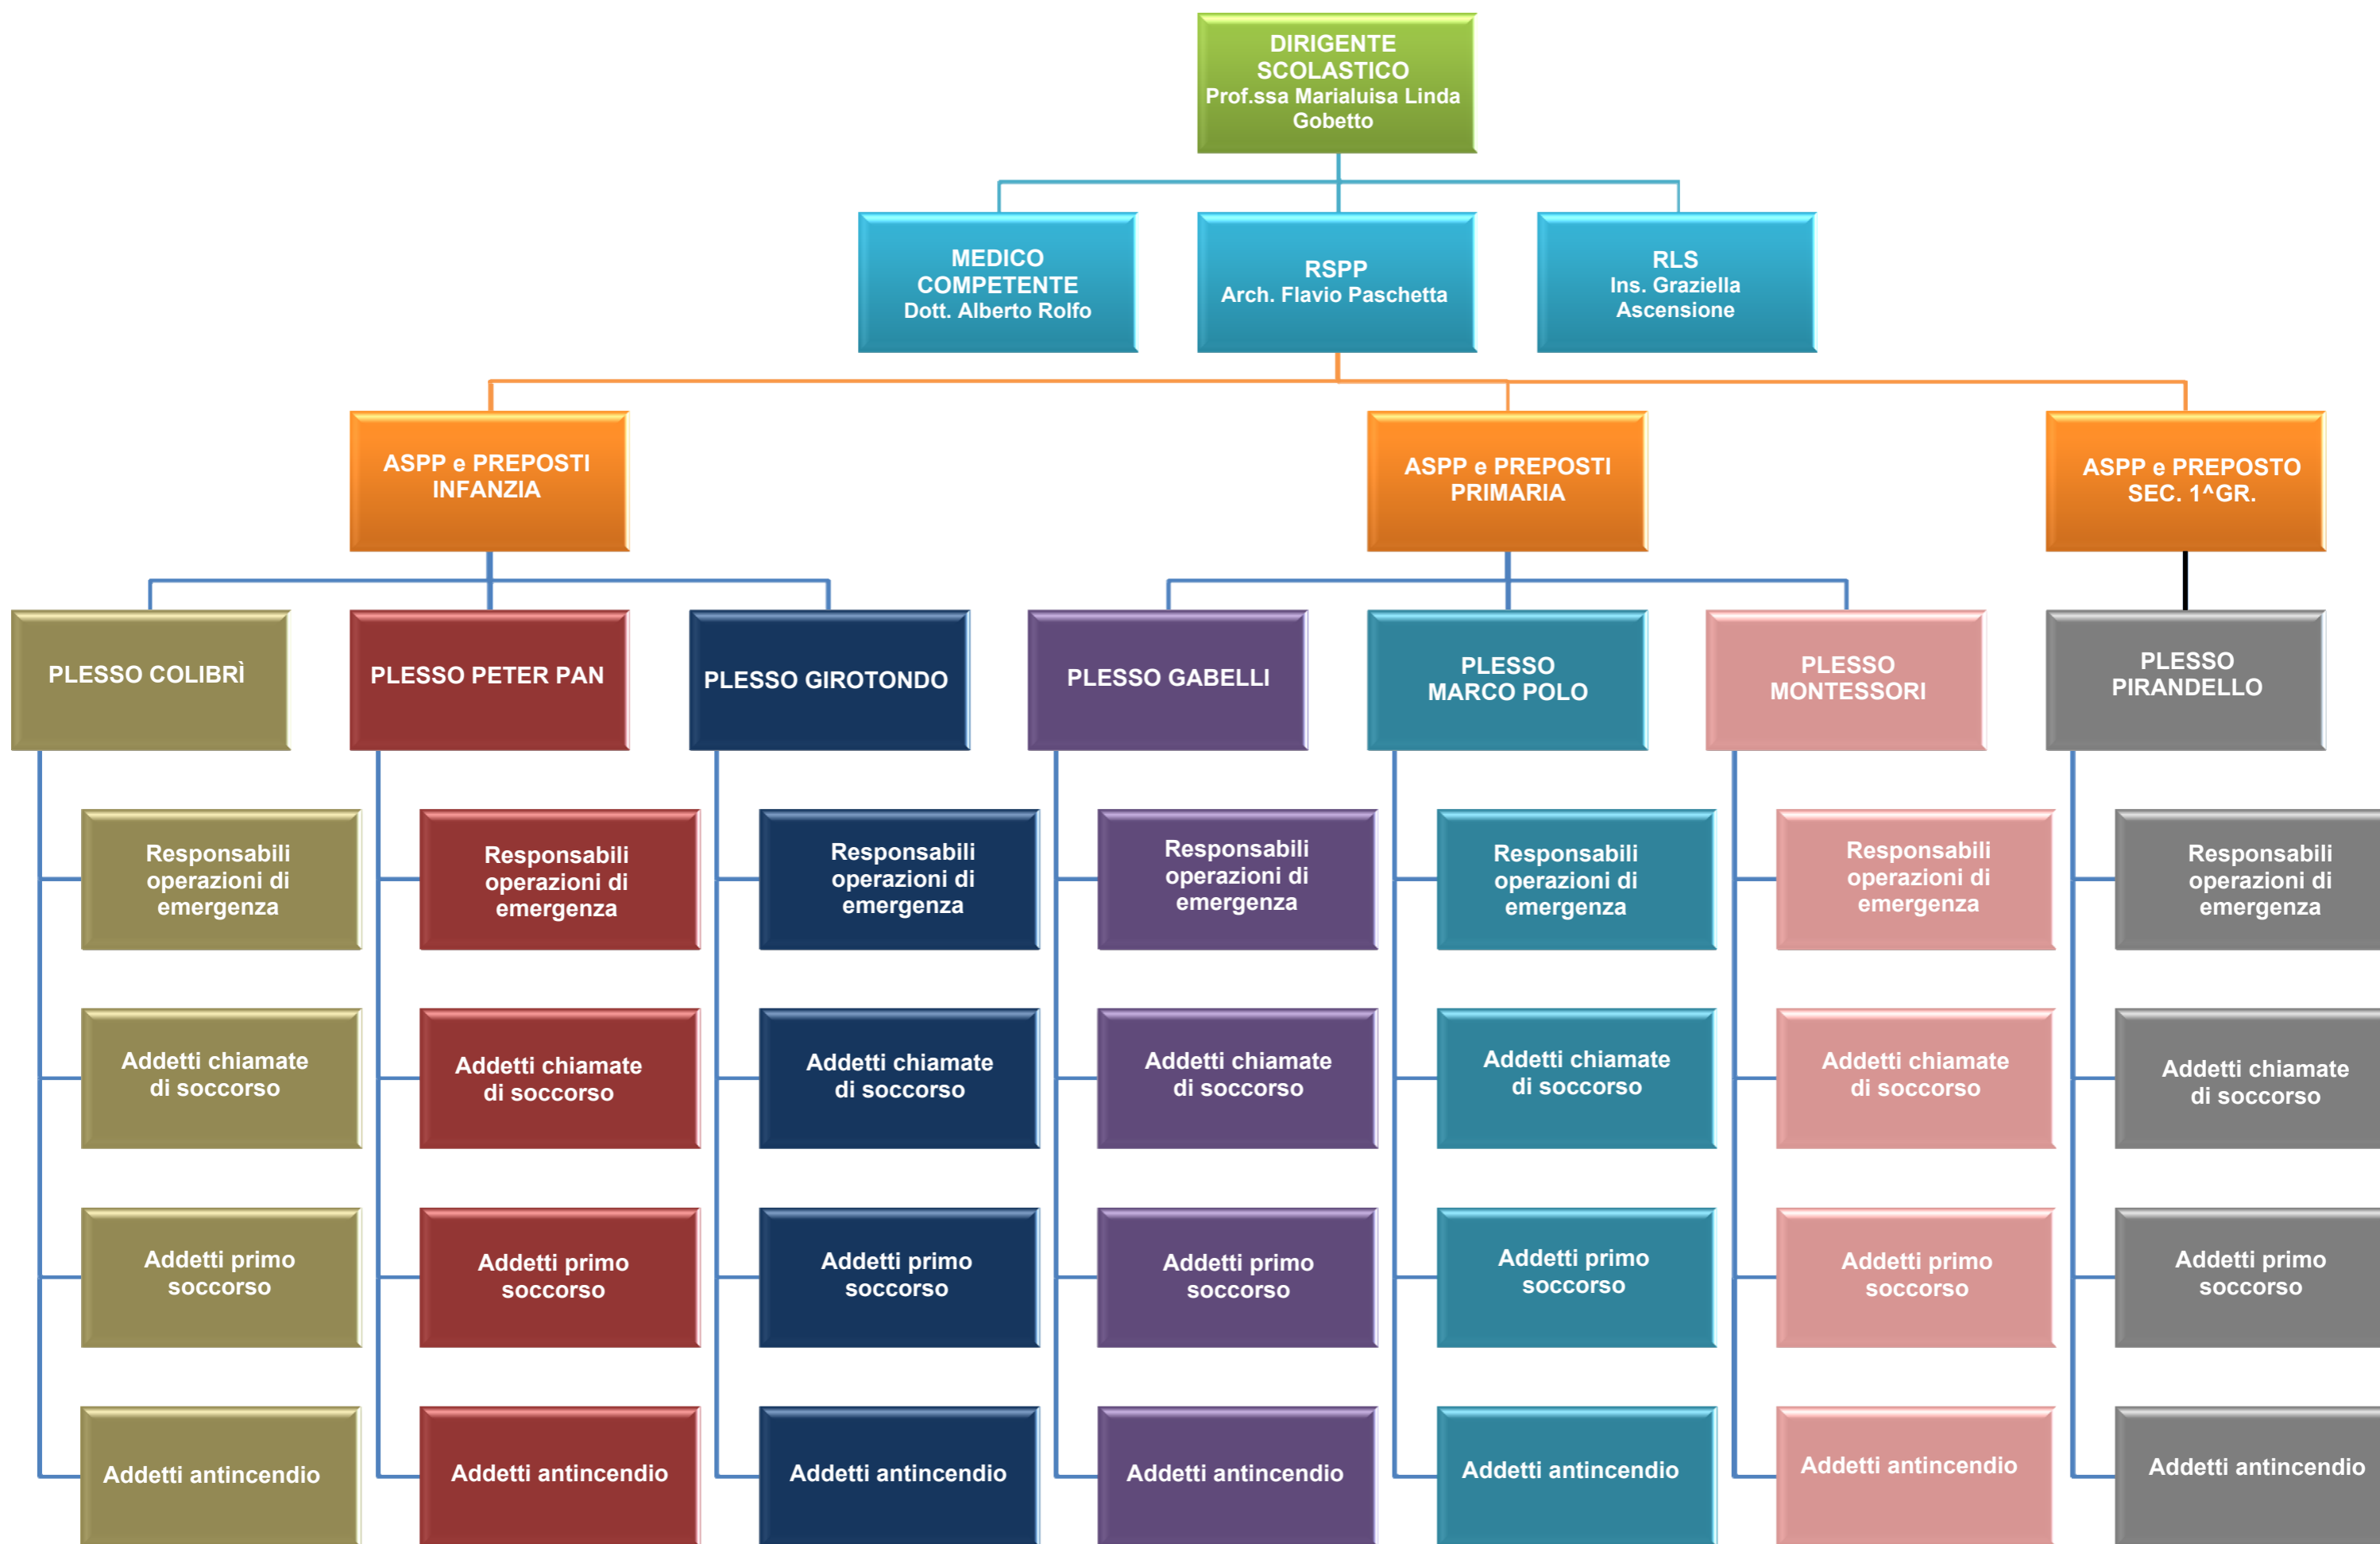 DIRIGENTE
SCOLASTICO
Prof.ssa Marialuisa Linda
Gobetto
MEDICO
COMPETENTE
Dott. Alberto Rolfo
RSPP
Arch. Flavio Paschetta
RLS
Ins. Graziella
Ascensione
ASPP e PREPOSTI
INFANZIA
ASPP e PREPOSTI
PRIMARIA
ASPP e PREPOSTO
SEC. 1^GR.
PLESSO COLIBRÌ
PLESSO PETER PAN
PLESSO GIROTONDO
PLESSO GABELLI
PLESSO
MARCO POLO
PLESSO
MONTESSORI
PLESSO
PIRANDELLO
Responsabili
operazioni di
emergenza
Responsabili
operazioni di
emergenza
Responsabili
operazioni di
emergenza
Responsabili
operazioni di
emergenza
Responsabili
operazioni di
emergenza
Responsabili
operazioni di
emergenza
Responsabili
operazioni di
emergenza
Addetti chiamate
di soccorso
Addetti chiamate
di soccorso
Addetti chiamate
di soccorso
Addetti chiamate
di soccorso
Addetti chiamate
di soccorso
Addetti chiamate
di soccorso
Addetti chiamate
di soccorso
Addetti primo
soccorso
Addetti primo
soccorso
Addetti primo
soccorso
Addetti primo
soccorso
Addetti primo
soccorso
Addetti primo
soccorso
Addetti primo
soccorso
Addetti antincendio
Addetti antincendio
Addetti antincendio
Addetti antincendio
Addetti antincendio
Addetti antincendio
Addetti antincendio